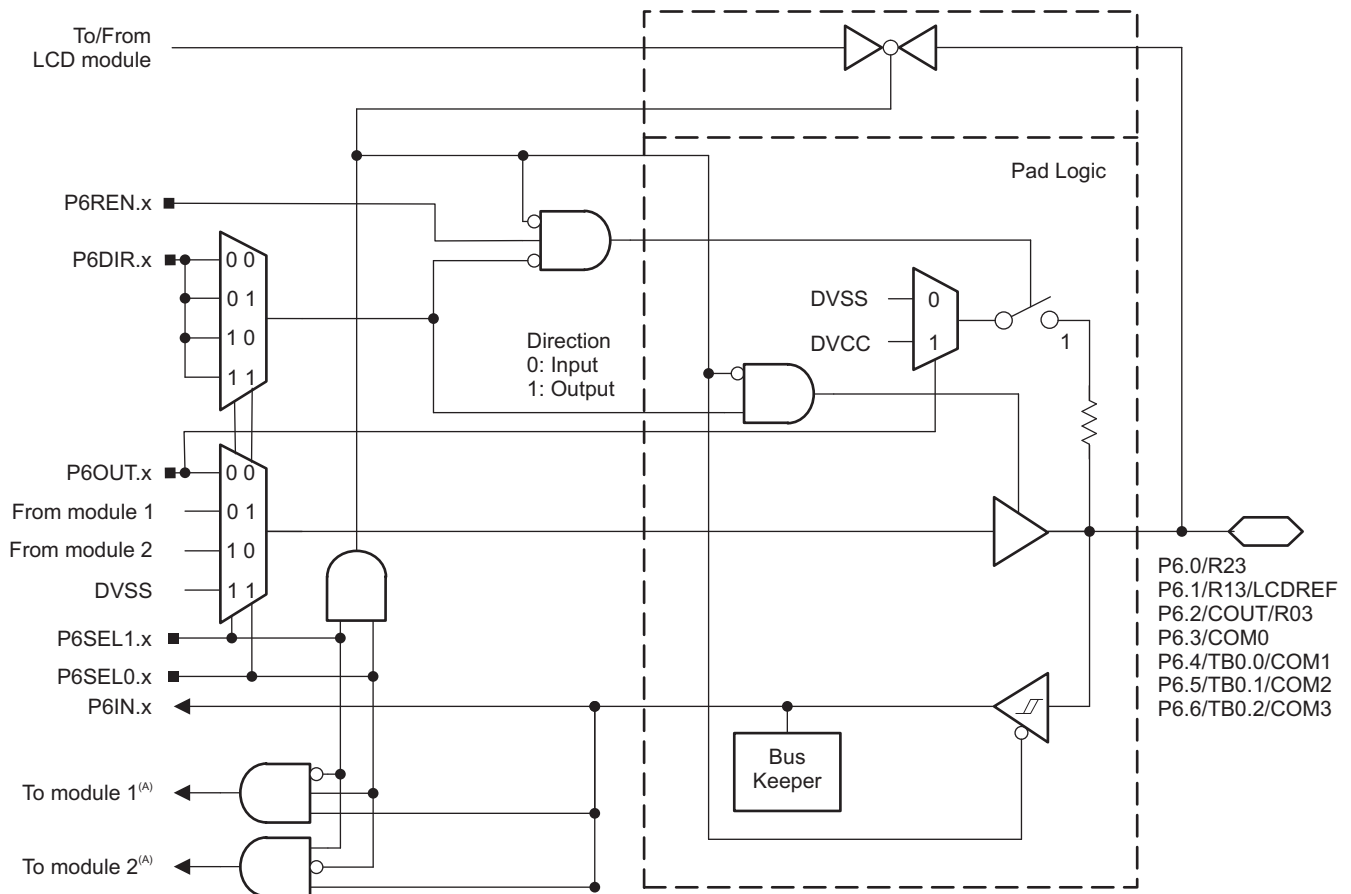 To/From
LCD module
Pad Logic
P6REN.x
P6DIR.x
0 0
0 1
1 0
1 1
Direction
0: Input
1: Output
DVSS
0
DVCC
1
1
P6OUT.x
0 0
From module 1
0 1
From module 2
1 0
DVSS
1 1
P6SEL1.x
P6SEL0.x
P6IN.x
P6.0/R23
P6.1/R13/LCDREF
P6.2/COUT/R03
P6.3/COM0
P6.4/TB0.0/COM1
P6.5/TB0.1/COM2
P6.6/TB0.2/COM3
Bus
Keeper
To module 1(A)
To module 2(A)